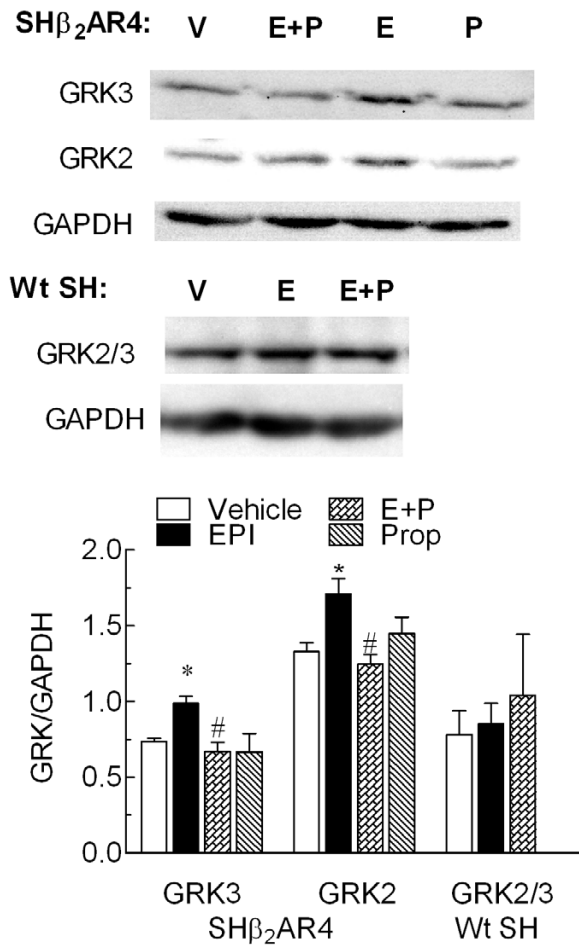 SHβ₂AR4: V E+P E P
GRK3
GRK2
GAPDH
Wt SH: V E E+P
GRK2/3
GAPDH
Vehicle E+P
EPI Prop
GRK/GAPDH
2.0
1.5
1.0
0.5
0.0
*
#
*
#
GRK3 GRK2 GRK2/3
SHβ₂AR4 Wt SH